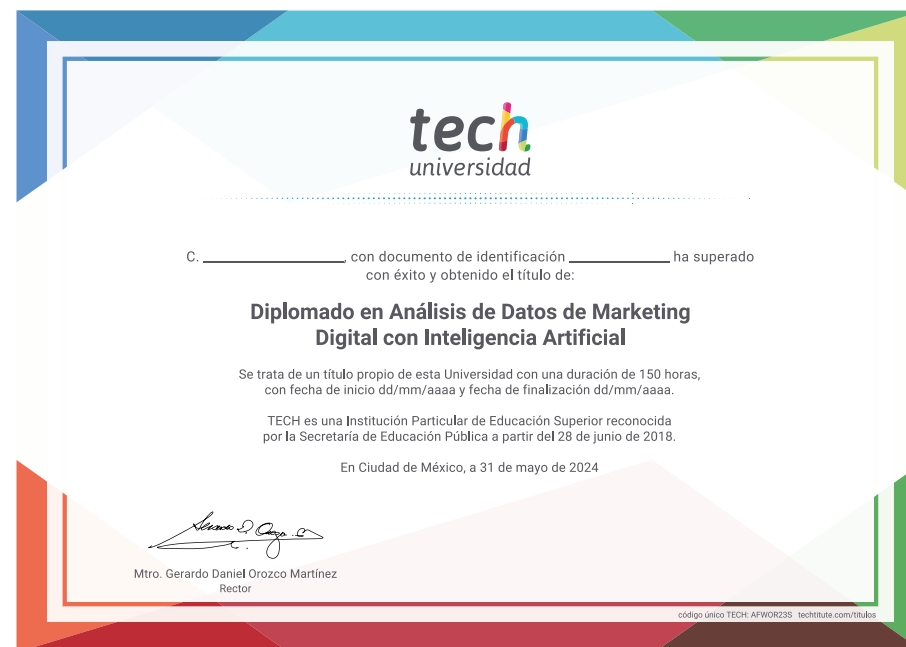 tech
universidad
C. ________________, con documento de identificación ____________ ha superado
con éxito y obtenido el título de:
Diplomado en Análisis de Datos de Marketing
Digital con Inteligencia Artificial
Se trata de un título propio de esta Universidad con una duración de 150 horas,
con fecha de inicio dd/mm/aaaa y fecha de finalización dd/mm/aaaa.
TECH es una Institución Particular de Educación Superior reconocida
por la Secretaría de Educación Pública a partir del 28 de junio de 2018.
En Ciudad de México, a 31 de mayo de 2024
Mtro. Gerardo Daniel Orozco Martínez
Rector
código único TECH: AFWOR23S techtitute.com/titulos